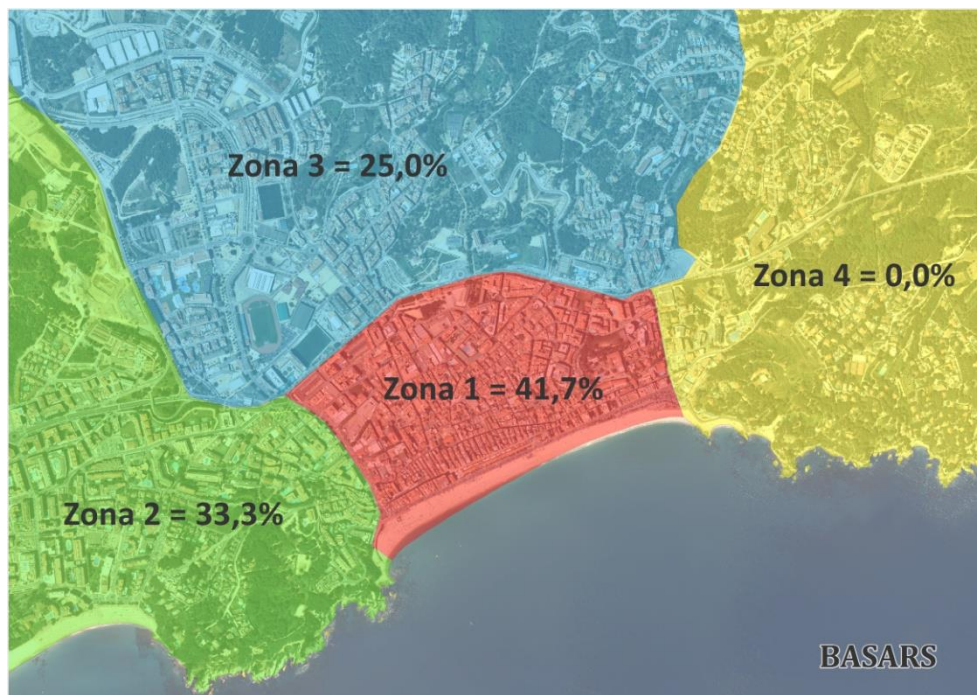 Zona 3 = 25,0%
Zona 4 = 0,0%
Zona 1 = 41,7%
Zona 2 = 33,3%
BASARS